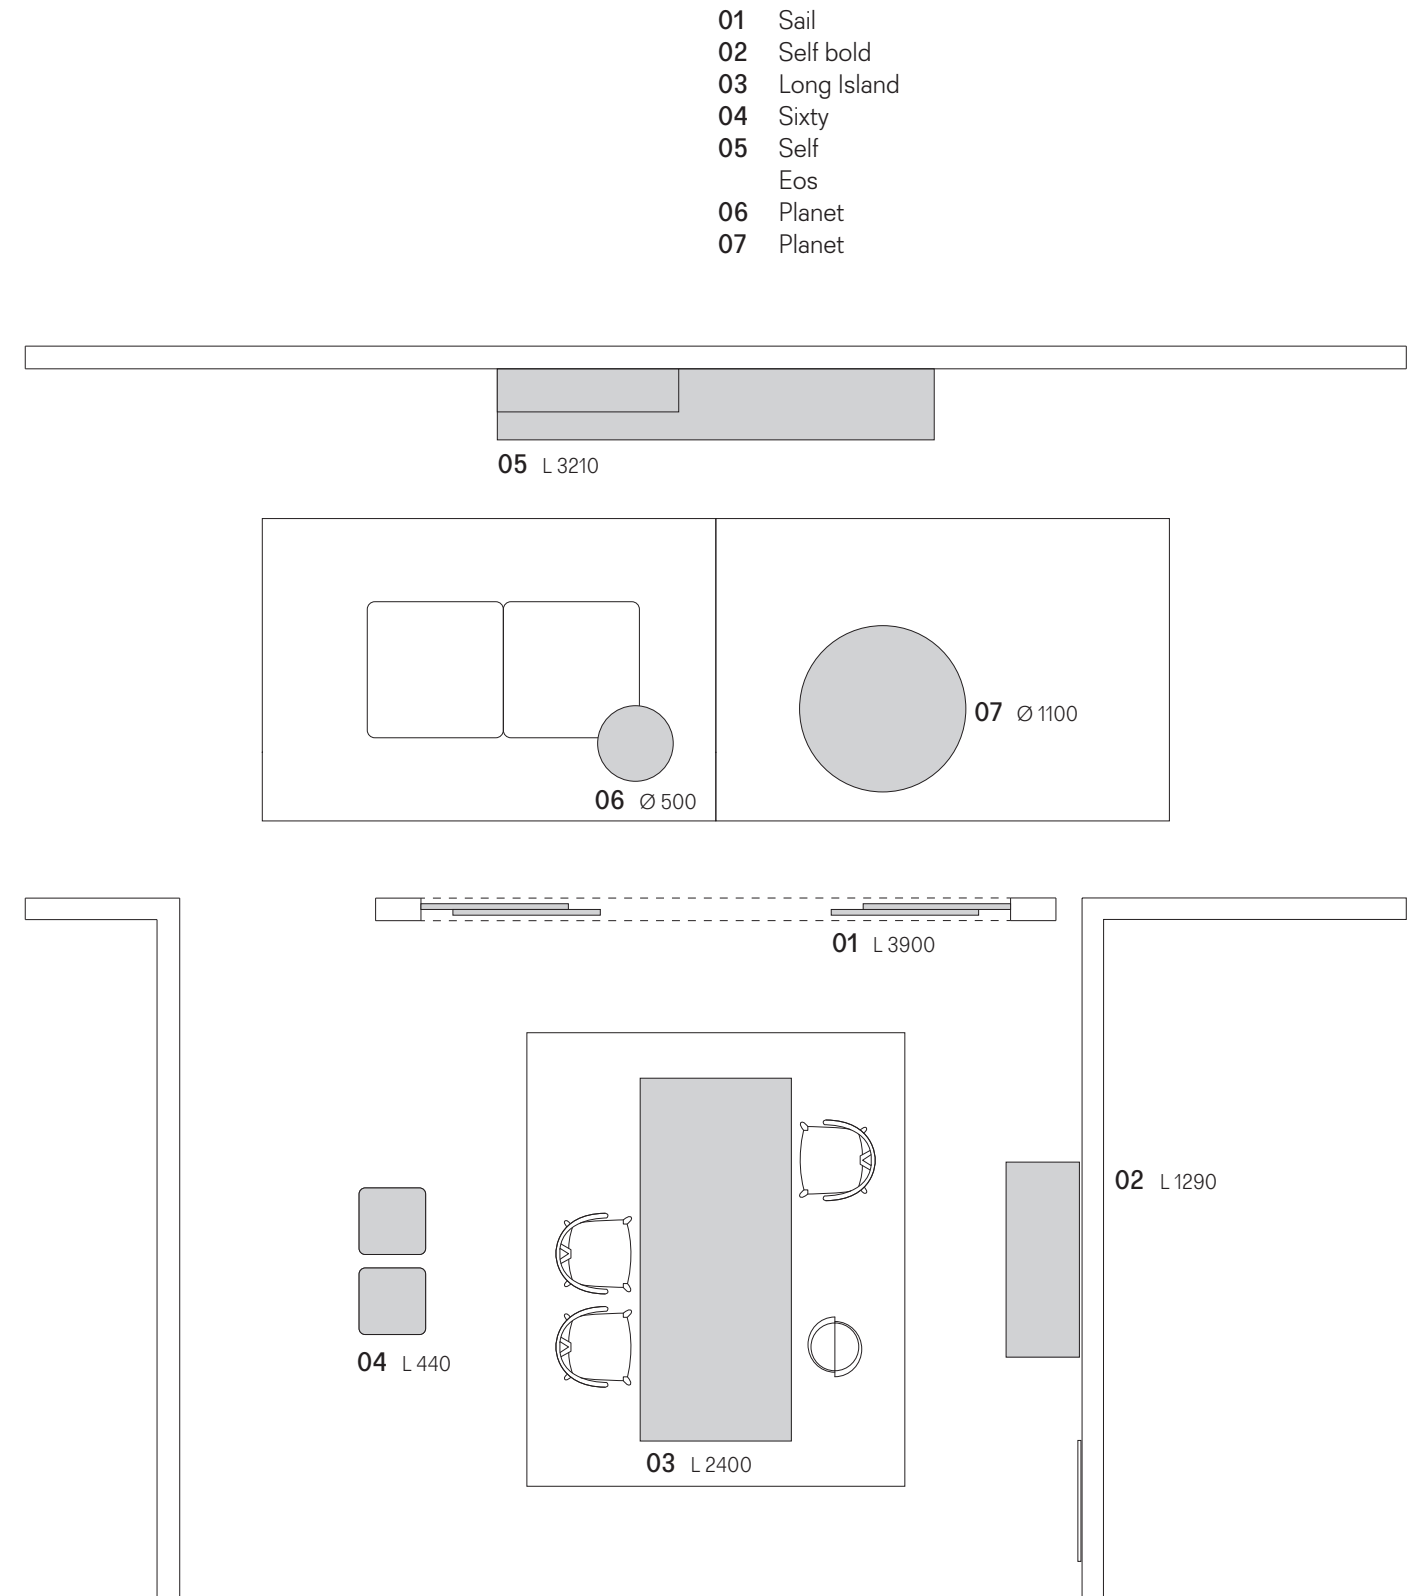 01 Sail
02 Self bold
03 Long Island
04 Sixty
05 Self
Eos
06 Planet
07 Planet
05 L 3210
07 Ø 1100
06 Ø 500
01 L 3900
02 L 1290
04 L 440
03 L 2400